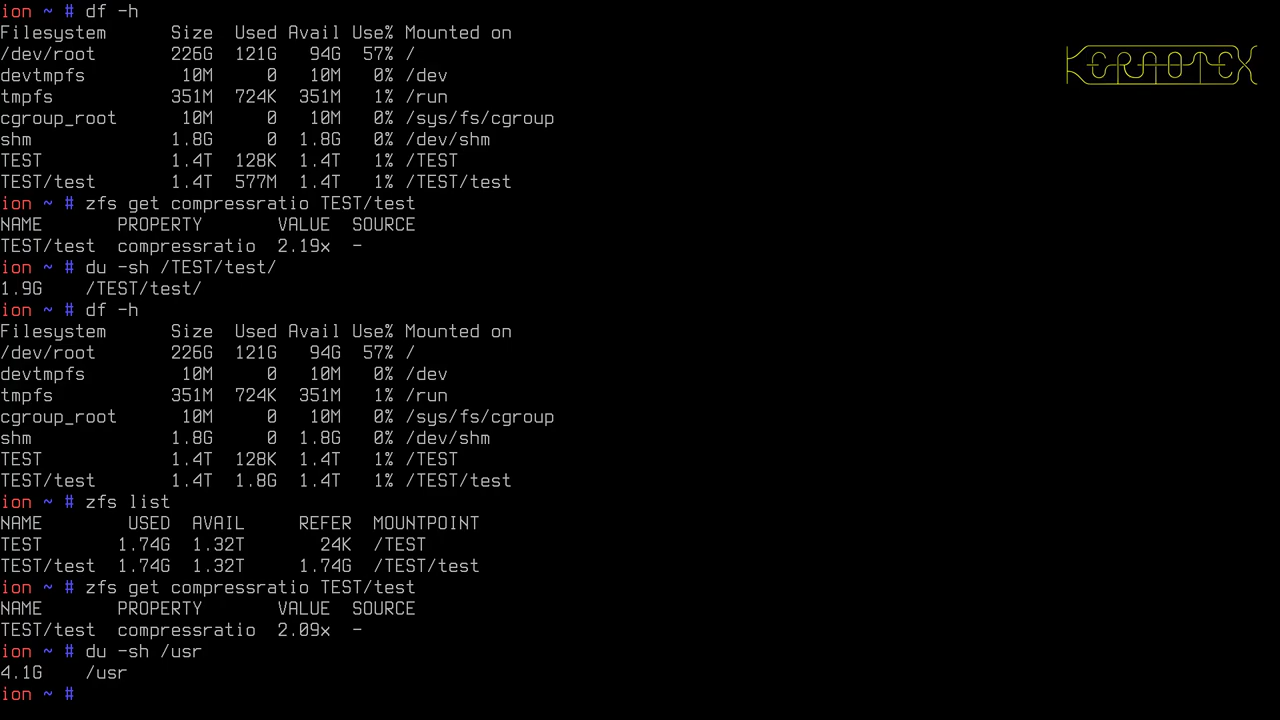 ion ~ # df -h
Filesystem      Size  Used Avail Use% Mounted on
/dev/root       226G  121G   94G  57% /
devtmpfs         10M     0   10M   0% /dev
tmpfs           351M  724K  351M   1% /run
cgroup_root      10M     0   10M   0% /sys/fs/cgroup
shm             1.8G     0  1.8G   0% /dev/shm
TEST            1.4T  128K  1.4T   1% /TEST
TEST/test       1.4T  577M  1.4T   1% /TEST/test
ion ~ # zfs get compressratio TEST/test
NAME       PROPERTY       VALUE  SOURCE
TEST/test  compressratio  2.19x  -
ion ~ # du -sh /TEST/test/
1.9G    /TEST/test/
ion ~ # df -h
Filesystem      Size  Used Avail Use% Mounted on
/dev/root       226G  121G   94G  57% /
devtmpfs         10M     0   10M   0% /dev
tmpfs           351M  724K  351M   1% /run
cgroup_root      10M     0   10M   0% /sys/fs/cgroup
shm             1.8G     0  1.8G   0% /dev/shm
TEST            1.4T  128K  1.4T   1% /TEST
TEST/test       1.4T  1.8G  1.4T   1% /TEST/test
ion ~ # zfs list
NAME        USED  AVAIL     REFER  MOUNTPOINT
TEST       1.74G  1.32T       24K  /TEST
TEST/test  1.74G  1.32T     1.74G  /TEST/test
ion ~ # zfs get compressratio TEST/test
NAME       PROPERTY       VALUE  SOURCE
TEST/test  compressratio  2.09x  -
ion ~ # du -sh /usr
4.1G    /usr
ion ~ #